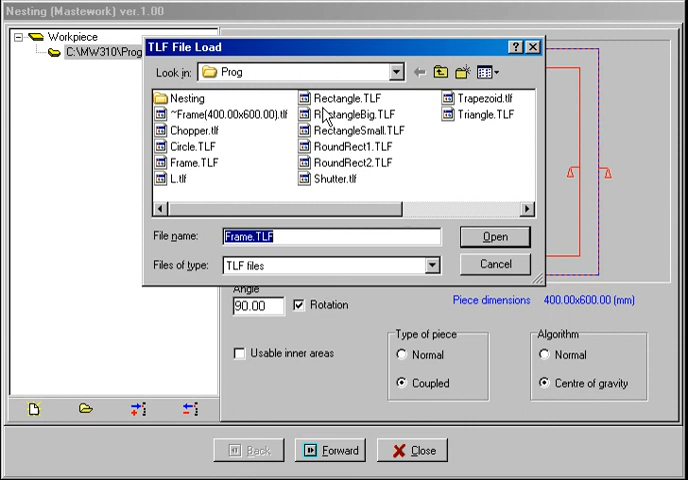 Nesting (Mastework) ver.1.00
Workpiece
C:\MW310\Prog
TLF File Load
Look in:
Prog
Nesting
~Frame(400.00x600.00).tlf
Chopper.tlf
Circle.TLF
Frame.TLF
L.tlf
Rectangle.TLF
RectangleBig.TLF
RectangleSmall.TLF
RoundRect1.TLF
RoundRect2.TLF
Shutter.tlf
Trapezoid.tlf
Triangle.TLF
File name:
Frame.TLF
Open
Files of type:
TLF files
Cancel
Angle
90.00
Rotation
Piece dimensions 400.00x600.00 (mm)
Usable inner areas
Type of piece
Normal
Coupled
Algorithm
Normal
Centre of gravity
Back
Forward
Close